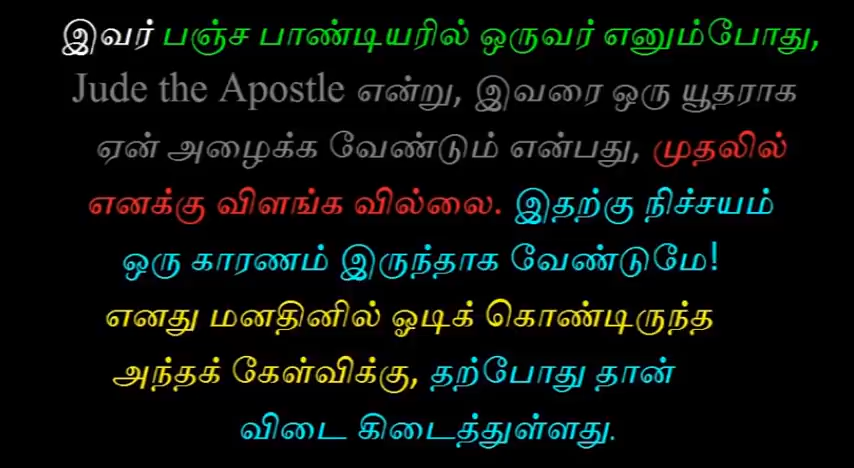 இவர் பஞ்ச பாண்டியரில் ஒருவர் எனும்போது,
Jude the Apostle என்று, இவரை ஒரு யூதராக
ஏன் அழைக்க வேண்டும் என்பது, முதலில்
எனக்கு விளங்க வில்லை. இதற்கு நிச்சயம்
ஒரு காரணம் இருந்தாக வேண்டுமே!
எனது மனதினில் ஓடிக் கொண்டிருந்த
அந்தக் கேள்விக்கு, தற்போது தான்
விடை கிடைத்துள்ளது.